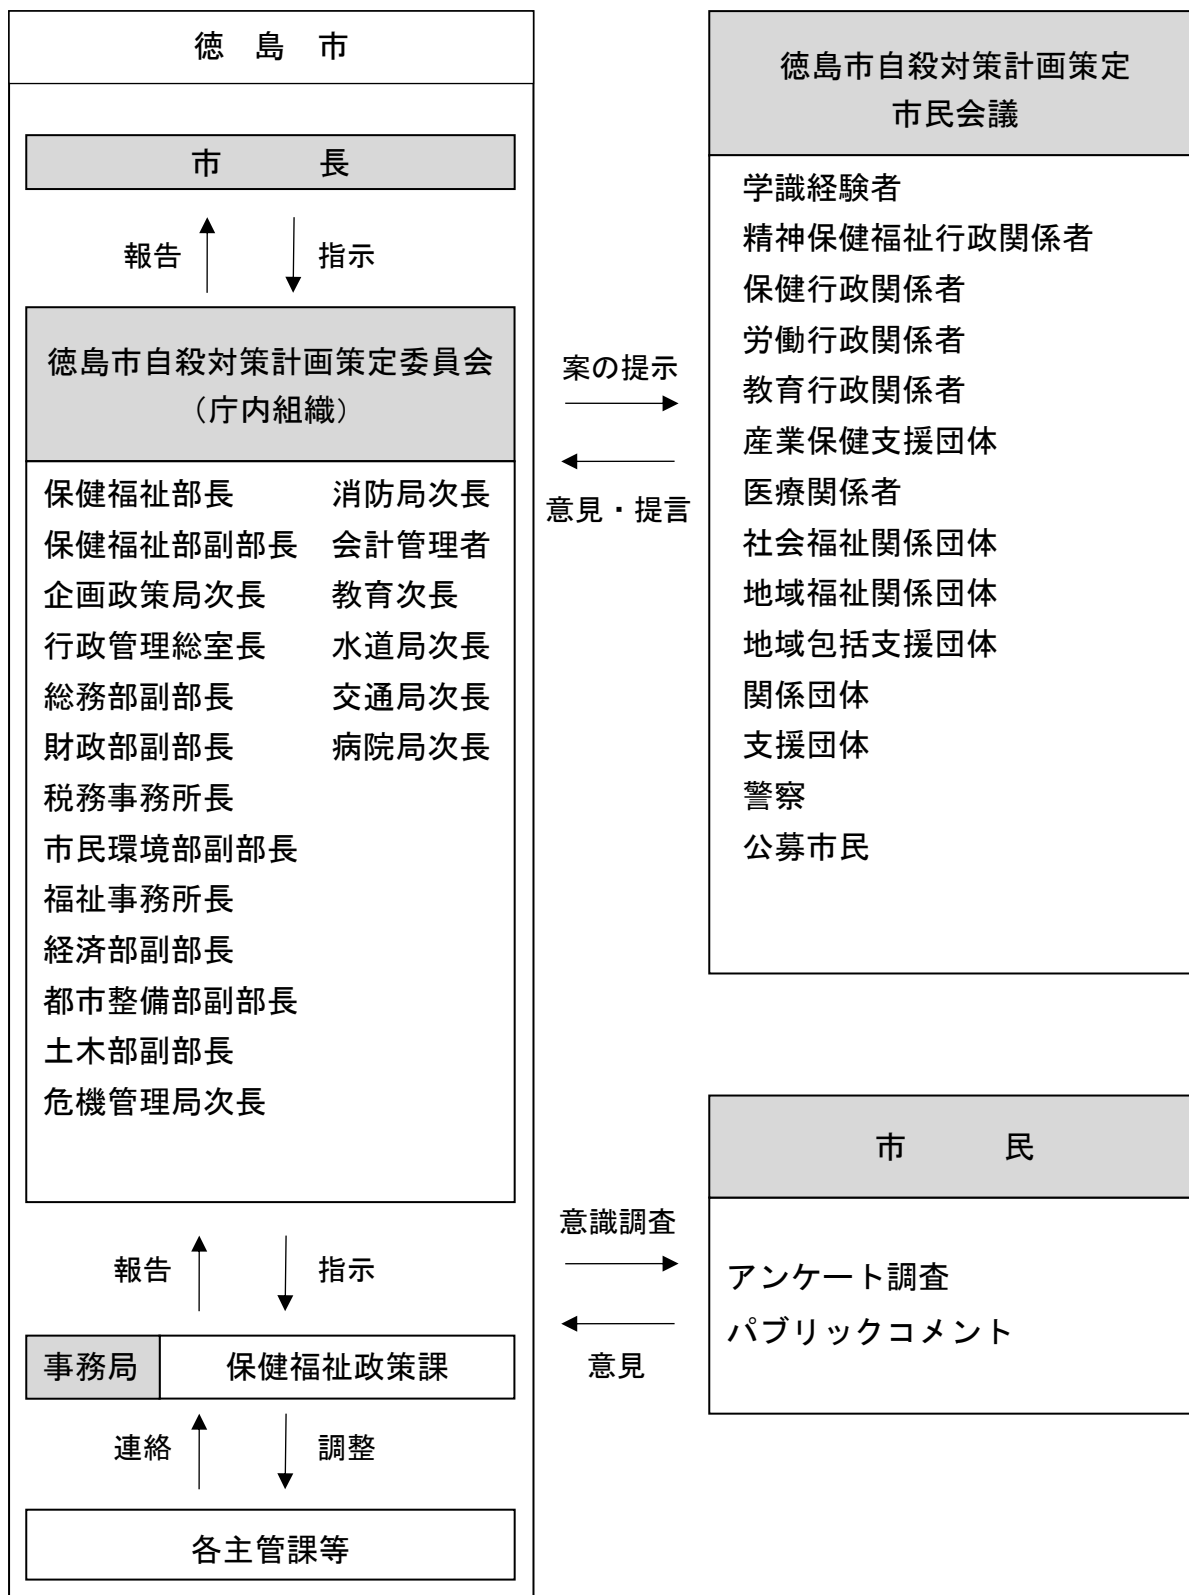 徳島市
市長
報告
指示
徳島市自殺対策計画策定委員会
（庁内組織）
保健福祉部長
保健福祉部副部長
企画政策局次長
行政管理総室長
総務部副部長
財政部副部長
税務事務所長
市民環境部副部長
福祉事務所長
経済部副部長
都市整備部副部長
土木部副部長
危機管理局次長
消防局次長
会計管理者
教育次長
水道局次長
交通局次長
病院局次長
報告
指示
事務局
保健福祉政策課
連絡
調整
各主管課等
案の提示
意見・提言
徳島市自殺対策計画策定
市民会議
学識経験者
精神保健福祉行政関係者
保健行政関係者
労働行政関係者
教育行政関係者
産業保健支援団体
医療関係者
社会福祉関係団体
地域福祉関係団体
地域包括支援団体
関係団体
支援団体
警察
公募市民
意識調査
意見
市民
アンケート調査
パブリックコメント